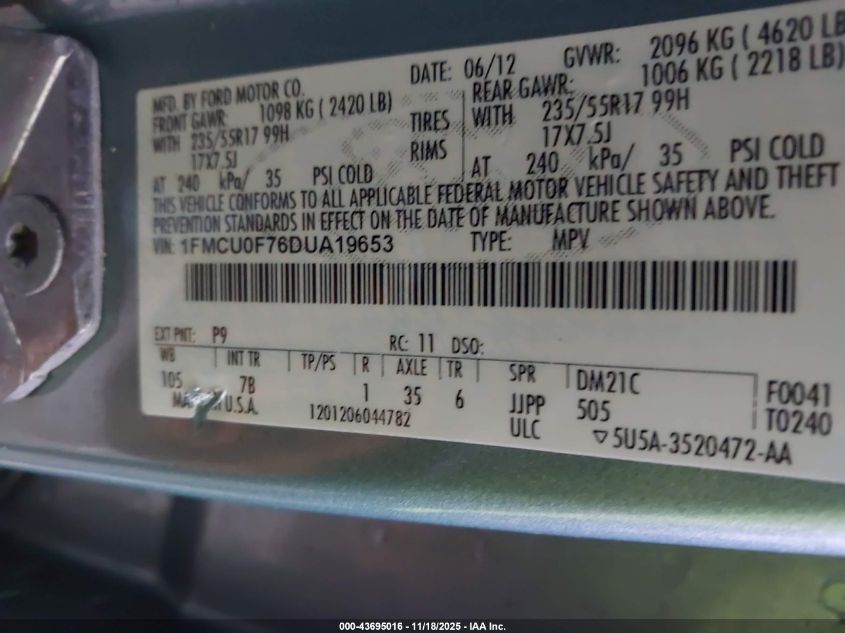 MFD. BY FORD MOTOR CO.
DATE: 06/12 GVWR: 2096 KG ( 4620 LB
FRONT GAWR: 1098 KG ( 2420 LB)
REAR GAWR: 1006 KG ( 2218 LB)
WITH 235/55R17 99H TIRES WITH 235/55R17 99H
17X7.5J RIMS 17X7.5J
AT 240 kPa/ 35 PSI COLD AT 240 kPa/ 35 PSI COLD
THIS VEHICLE CONFORMS TO ALL APPLICABLE FEDERAL MOTOR VEHICLE SAFETY AND THEFT
PREVENTION STANDARDS IN EFFECT ON THE DATE OF MANUFACTURE SHOWN ABOVE.
VIN: 1FMCU0F76DUA19653 TYPE: MPV
EXT PNT: P9 RC: 11 DSO:
WB INT TR TP/PS R AXLE TR SPR DM21C F0041
105 7B 1 35 6 JJPP 505 T0240
U.S.A. 1201206044782 ULC 5U5A-3520472-AA
000-43695016 - 11/18/2025 - IAA Inc.